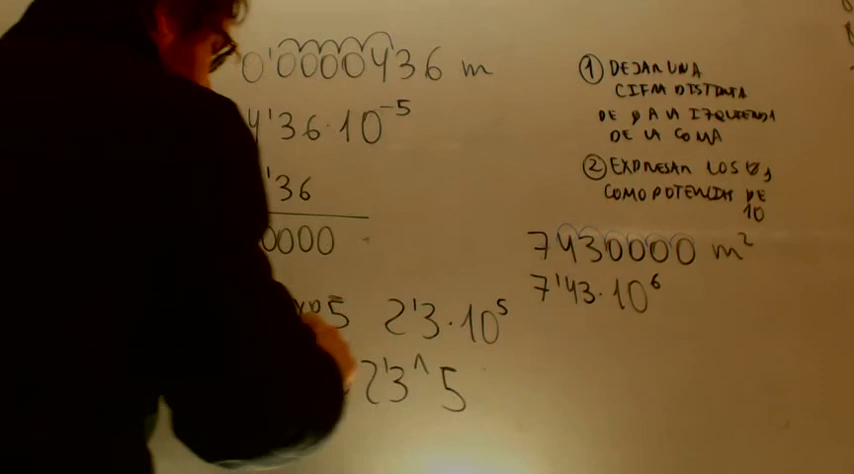 0'0000436 m
4'36·10⁻⁵
'36
0000
5 2'3·10⁵
2'3^5
① DEJAR UNA
CIFRA DISTINTA
DE 0 A LA IZQUIERDA
DE LA COMA
② EXPRESAR LOS
COMO POTENCIAS DE
10
7430000 m²
7'43·10⁶